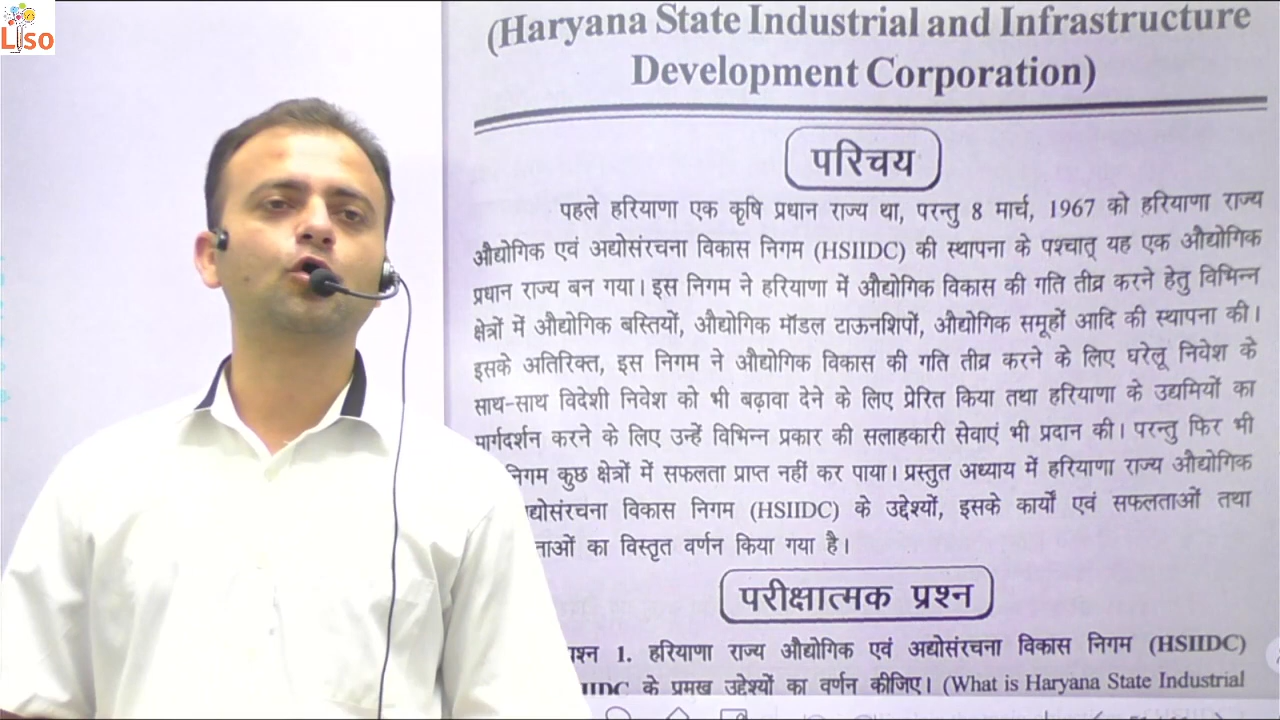 Liso
(Haryana State Industrial and Infrastructure
Development Corporation)
परिचय
पहले हरियाणा एक कृषि प्रधान राज्य था, परन्तु 8 मार्च, 1967 को हरियाणा राज्य
औद्योगिक एवं अद्योसंरचना विकास निगम (HSIIDC) की स्थापना के पश्चात् यह एक औद्योगिक
प्रधान राज्य बन गया। इस निगम ने हरियाणा में औद्योगिक विकास की गति तीव्र करने हेतु विभिन्न
क्षेत्रों में औद्योगिक बस्तियों, औद्योगिक मॉडल टाऊनशिपों, औद्योगिक समूहों आदि की स्थापना की।
इसके अतिरिक्त, इस निगम ने औद्योगिक विकास की गति तीव्र करने के लिए घरेलू निवेश के
साथ-साथ विदेशी निवेश को भी बढ़ावा देने के लिए प्रेरित किया तथा हरियाणा के उद्यमियों का
मार्गदर्शन करने के लिए उन्हें विभिन्न प्रकार की सलाहकारी सेवाएं भी प्रदान की। परन्तु फिर भी
निगम कुछ क्षेत्रों में सफलता प्राप्त नहीं कर पाया। प्रस्तुत अध्याय में हरियाणा राज्य औद्योगिक
विकास निगम (HSIIDC) के उद्देश्यों, इसके कार्यों एवं सफलताओं तथा
का विस्तृत वर्णन किया गया है।
परीक्षात्मक प्रश्न
1. हरियाणा राज्य औद्योगिक एवं अद्योसंरचना विकास निगम (HSIIDC)
के प्रमुख उद्देश्यों का वर्णन कीजिए। (What is Haryana State Industrial